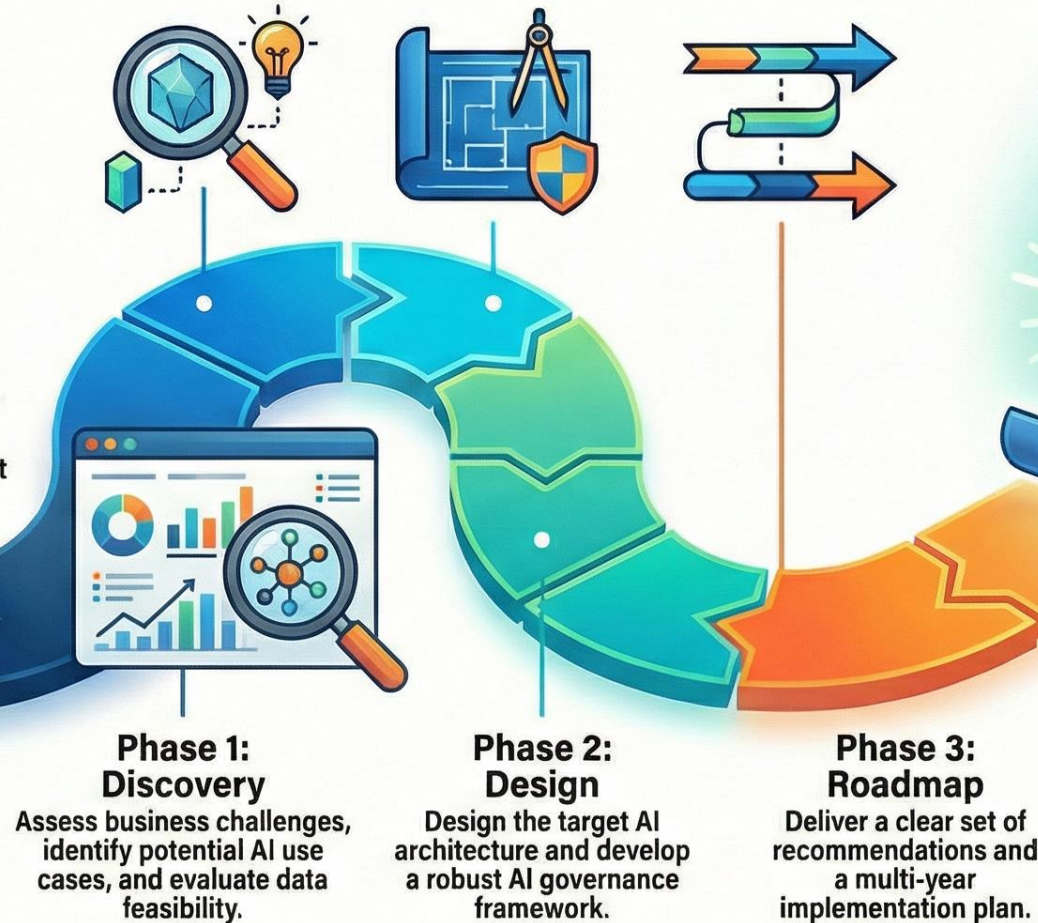 Phase 1:
Discovery
Assess business challenges,
identify potential AI use
cases, and evaluate data
feasibility.
Phase 2:
Design
Design the target AI
architecture and develop
a robust AI governance
framework.
Phase 3:
Roadmap
Deliver a clear set of
recommendations and
a multi-year
implementation plan.